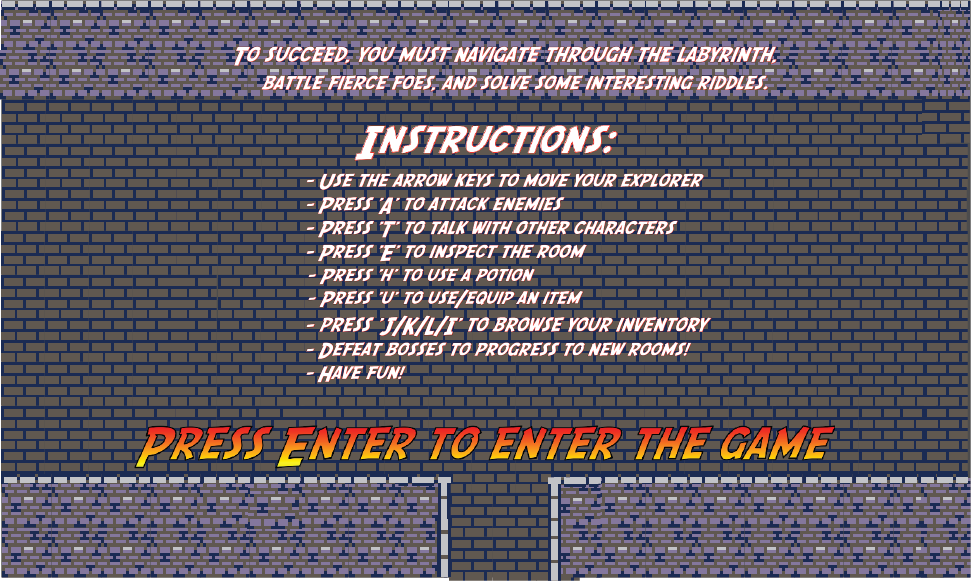 To succeed, you must navigate through the labyrinth,
battle fierce foes, and solve some interesting riddles.
Instructions:
- Use the arrow keys to move your explorer
- Press 'A' to attack enemies
- Press 'T' to talk with other characters
- Press 'E' to inspect the room
- Press 'H' to use a potion
- Press 'U' to use/equip an item
- Press 'J/K/L/I' to browse your inventory
- Defeat bosses to progress to new rooms!
- Have fun!
Press Enter to enter the game